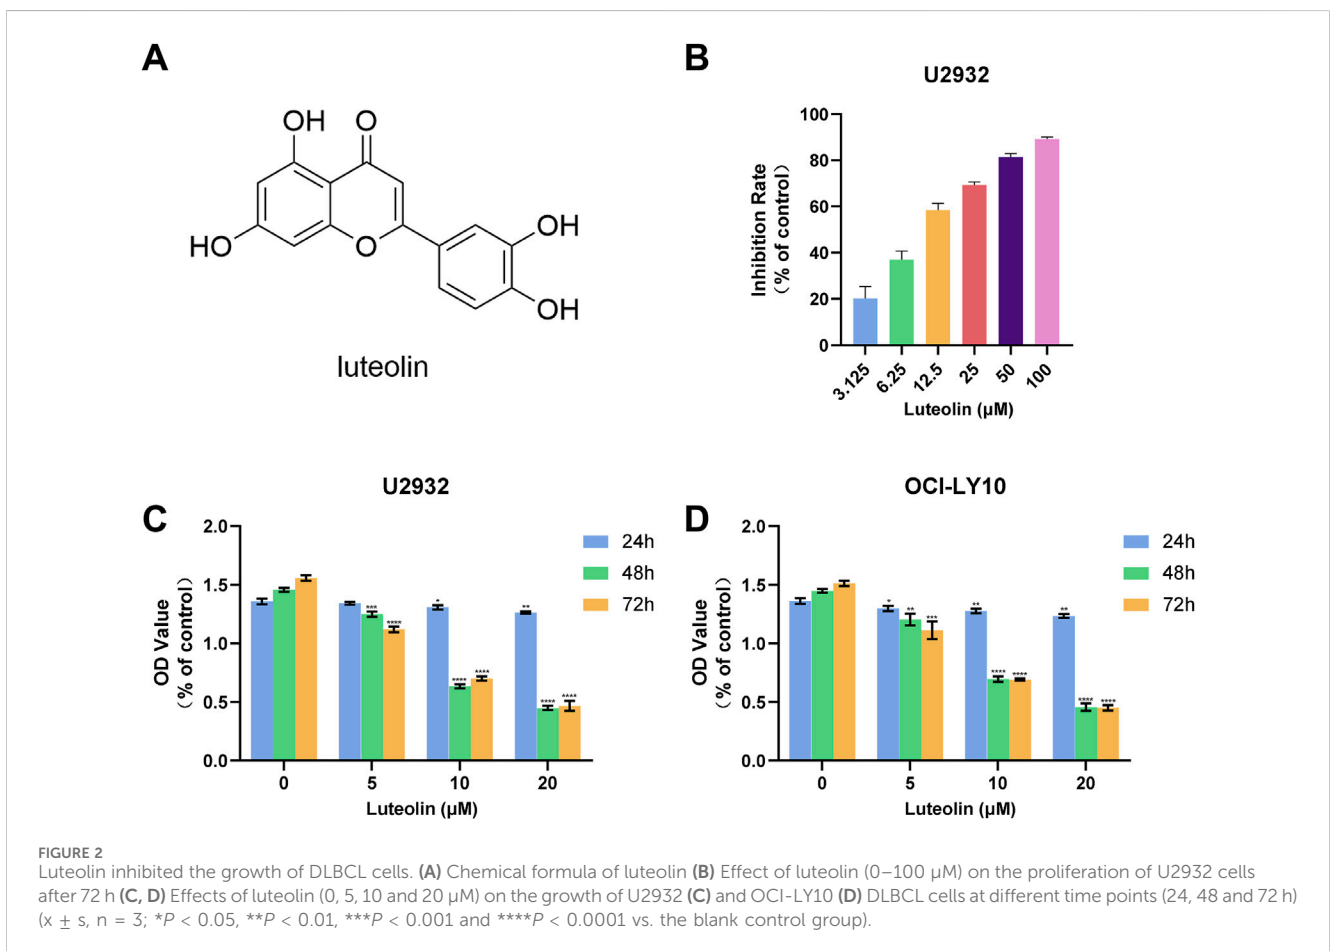 A
OH
O
HO
O
OH
OH
luteolin
B
U2932
Inhibition Rate
(% of control)
100
80
60
40
20
0
3.125
6.25
12.5
25
50
100
Luteolin (μM)
C
U2932
OD Value
(% of control)
2.0
1.5
1.0
0.5
0.0
*** **** * **** **** ** **** ****
0 5 10 20
Luteolin (μM)
24h
48h
72h
D
OCI-LY10
OD Value
(% of control)
2.0
1.5
1.0
0.5
0.0
* ** *** ** **** **** ** **** ****
0 5 10 20
Luteolin (μM)
24h
48h
72h
FIGURE 2
Luteolin inhibited the growth of DLBCL cells. (A) Chemical formula of luteolin (B) Effect of luteolin (0–100 μM) on the proliferation of U2932 cells
after 72 h (C, D) Effects of luteolin (0, 5, 10 and 20 μM) on the growth of U2932 (C) and OCI-LY10 (D) DLBCL cells at different time points (24, 48 and 72 h)
(x ± s, n = 3; *P < 0.05, **P < 0.01, ***P < 0.001 and ****P < 0.0001 vs. the blank control group).